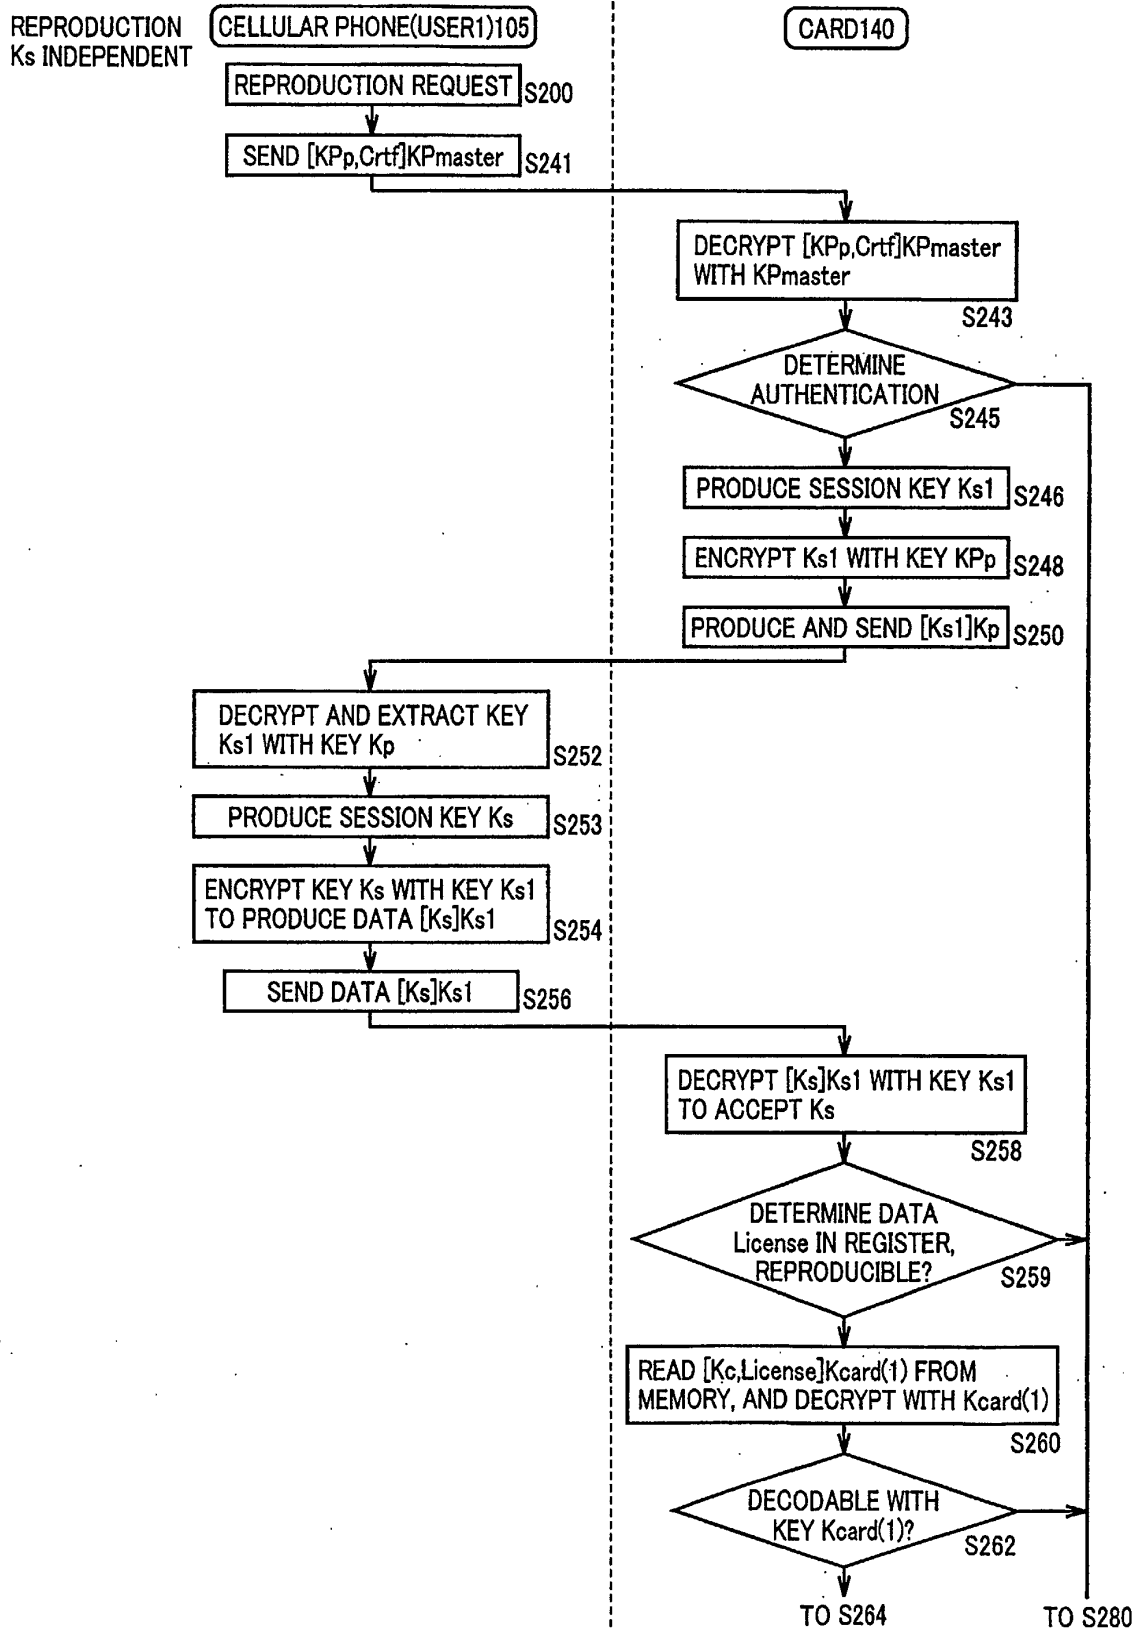 REPRODUCTION
Ks INDEPENDENT
CELLULAR PHONE(USER1)105
CARD140
REPRODUCTION REQUEST
S200
SEND [KPp,Crtf]KPmaster
S241
DECRYPT [KPp,Crtf]KPmaster
WITH KPmaster
S243
DETERMINE
AUTHENTICATION
S245
PRODUCE SESSION KEY Ks1
S246
ENCRYPT Ks1 WITH KEY KPp
S248
PRODUCE AND SEND [Ks1]Kp
S250
DECRYPT AND EXTRACT KEY
Ks1 WITH KEY Kp
S252
PRODUCE SESSION KEY Ks
S253
ENCRYPT KEY Ks WITH KEY Ks1
TO PRODUCE DATA [Ks]Ks1
S254
SEND DATA [Ks]Ks1
S256
DECRYPT [Ks]Ks1 WITH KEY Ks1
TO ACCEPT Ks
S258
DETERMINE DATA
License IN REGISTER,
REPRODUCIBLE?
S259
READ [Kc,License]Kcard(1) FROM
MEMORY, AND DECRYPT WITH Kcard(1)
S260
DECODABLE WITH
KEY Kcard(1)?
S262
TO S264
TO S280